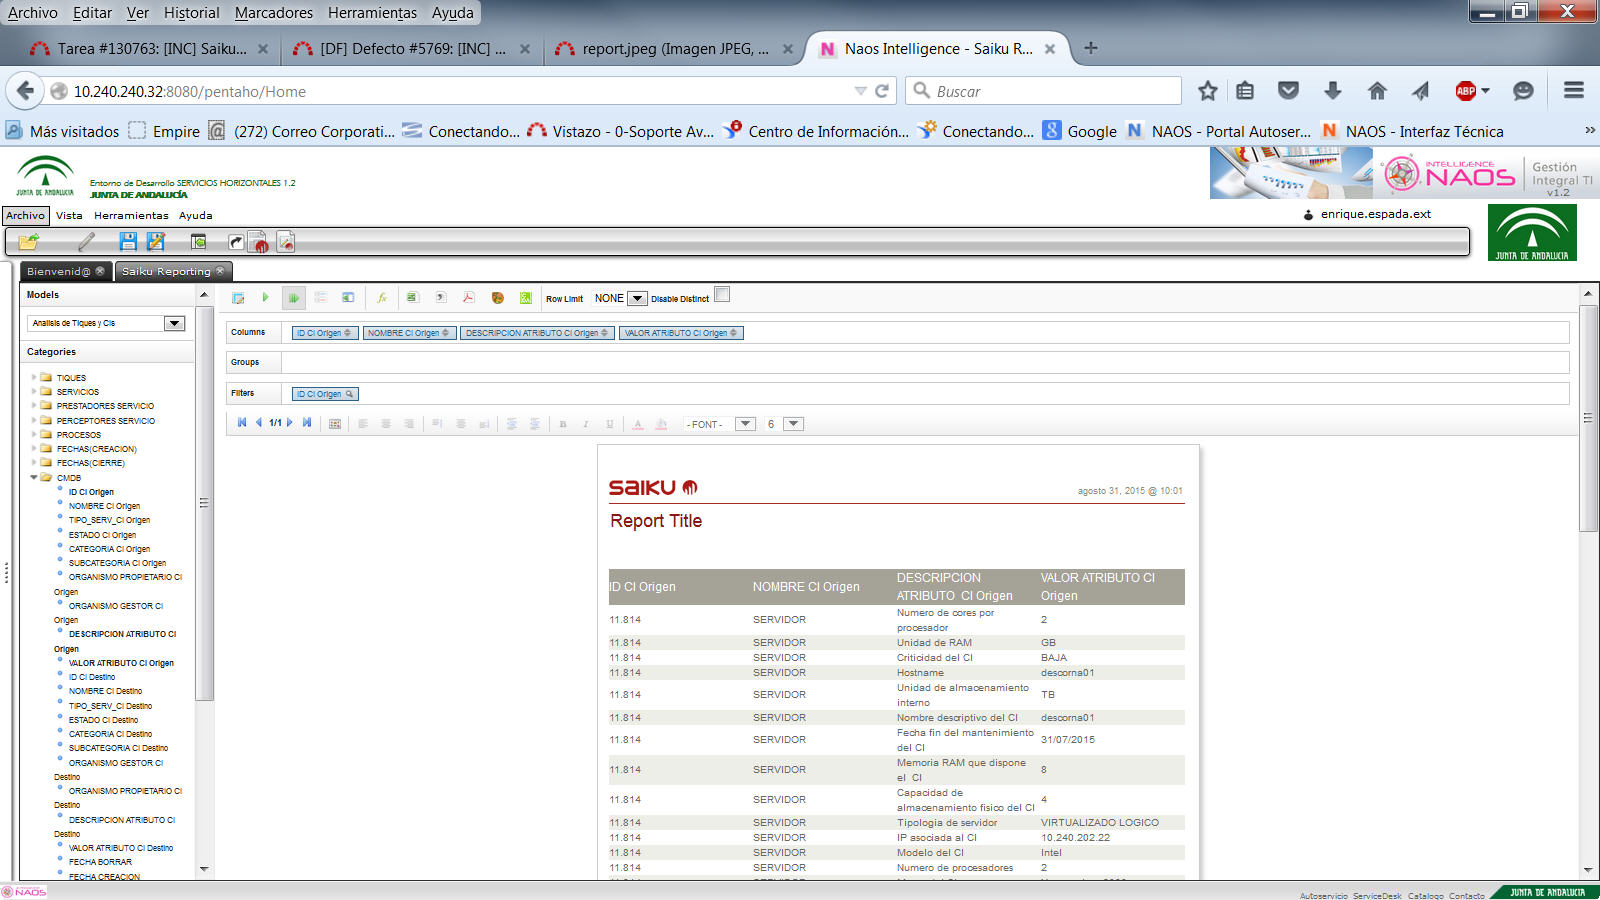 Archivo Editar Ver Historial Marcadores Herramientas Ayuda
Tarea #130763: [INC] Saiku... [DF] Defecto #5769: [INC] ... report.jpeg (Imagen JPEG, ... Naos Intelligence - Saiku R...
10.240.240.32:8080/pentaho/Home Buscar ABP
Más visitados Empire (272) Correo Corporati... Conectando... Vistazo - 0-Soporte Av... Centro de Información... Conectando... Google NAOS - Portal Autoser... NAOS - Interfaz Técnica
JUNTA DE ANDALUCIA
Entorno de Desarrollo SERVICIOS HORIZONTALES 1.2
JUNTA DE ANDALUCÍA
INTELLIGENCE
NAOS
Gestión
Integral TI
v1.2
Archivo Vista Herramientas Ayuda
enrique.espada.ext
JUNTA DE ANDALUCIA
Bienvenid@ Saiku Reporting
Models
Analisis de Tiques y Cis
Categories
TIQUES
SERVICIOS
PRESTADORES SERVICIO
PERCEPTORES SERVICIO
PROCESOS
FECHAS(CREACION)
FECHAS(CIERRE)
CMDB
ID CI Origen
NOMBRE CI Origen
TIPO_SERV_CI Origen
ESTADO CI Origen
CATEGORIA CI Origen
SUBCATEGORIA CI Origen
ORGANISMO PROPIETARIO CI
Origen
ORGANISMO GESTOR CI
Origen
DESCRIPCION ATRIBUTO CI
Origen
VALOR ATRIBUTO CI Origen
ID CI Destino
NOMBRE CI Destino
TIPO_SERV_CI Destino
ESTADO CI Destino
CATEGORIA CI Destino
SUBCATEGORIA CI Destino
ORGANISMO GESTOR CI
Destino
ORGANISMO PROPIETARIO CI
Destino
DESCRIPCION ATRIBUTO CI
Destino
VALOR ATRIBUTO CI Destino
FECHA BORRAR
FECHA CREACION
Row Limit NONE Disable Distinct
Columns ID CI Origen NOMBRE CI Origen DESCRIPCION ATRIBUTO CI Origen VALOR ATRIBUTO CI Origen
Groups
Filters ID CI Origen
1/1 B I U A - FONT - 6
saiku
agosto 31, 2015 @ 10:01
Report Title
ID CI Origen NOMBRE CI Origen DESCRIPCION ATRIBUTO CI Origen VALOR ATRIBUTO CI Origen
11.814 SERVIDOR Numero de cores por procesador 2
11.814 SERVIDOR Unidad de RAM GB
11.814 SERVIDOR Criticidad del CI BAJA
11.814 SERVIDOR Hostname descorna01
11.814 SERVIDOR Unidad de almacenamiento interno TB
11.814 SERVIDOR Nombre descriptivo del CI descorna01
11.814 SERVIDOR Fecha fin del mantenimiento del CI 31/07/2015
11.814 SERVIDOR Memoria RAM que dispone el CI 8
11.814 SERVIDOR Capacidad de almacenamiento fisico del CI 4
11.814 SERVIDOR Tipologia de servidor VIRTUALIZADO LOGICO
11.814 SERVIDOR IP asociada al CI 10.240.202.22
11.814 SERVIDOR Modelo del CI Intel
11.814 SERVIDOR Numero de procesadores 2
NAOS
Autoservicio ServiceDesk Catalogo Contacto JUNTA DE ANDALUCIA